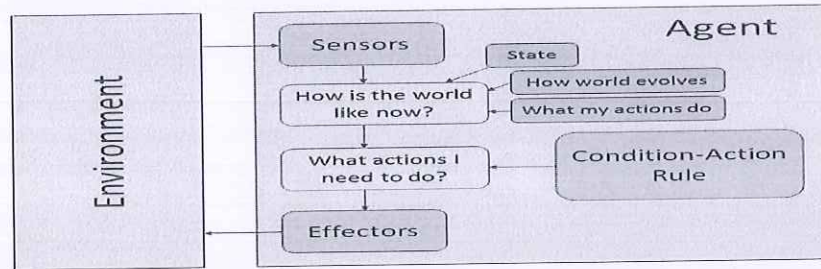 Agent
Sensors
State
How world evolves
How is the world
like now?
What my actions do
What actions I
need to do?
Condition-Action
Rule
Effectors
Environment